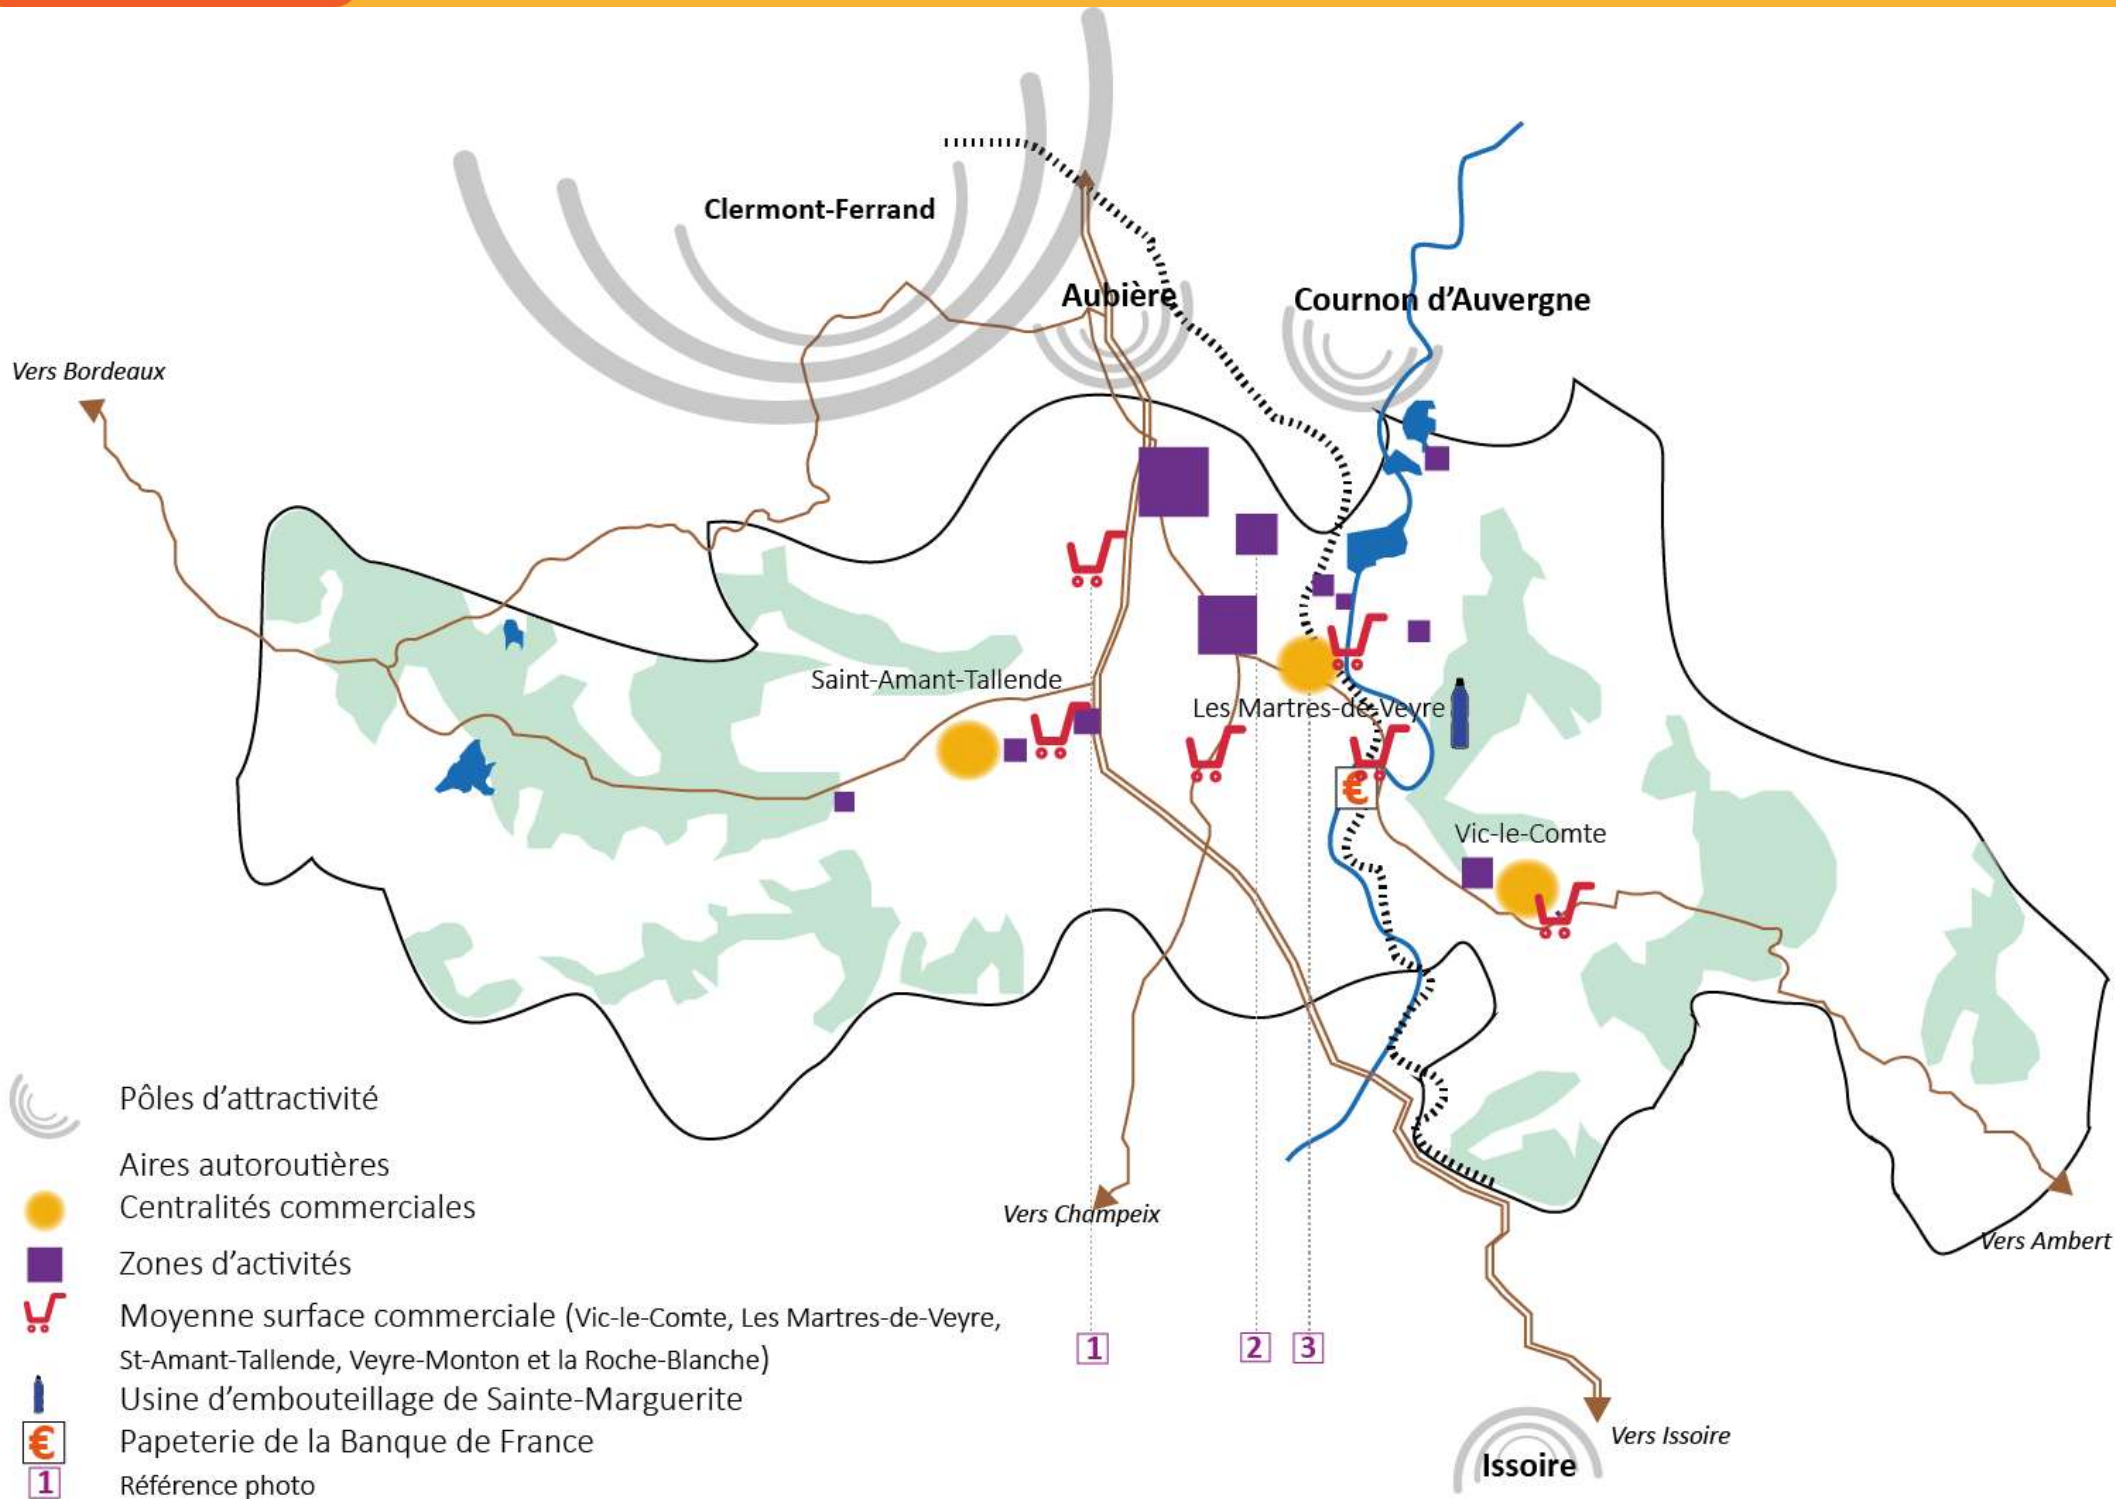 Clermont-Ferrand
Aubière
Cournon d'Auvergne
Vers Bordeaux
Saint-Amant-Tallende
Les Martres-de-Veyre
€
Vic-le-Comte
Pôles d'attractivité
Aires autoroutières
Centralités commerciales
Vers Champeix
Vers Ambert
Zones d'activités
Moyenne surface commerciale (Vic-le-Comte, Les Martres-de-Veyre,
St-Amant-Tallende, Veyre-Monton et la Roche-Blanche)
1
2
3
Usine d'embouteillage de Sainte-Marguerite
€ Papeterie de la Banque de France
1 Référence photo
Vers Issoire
Issoire